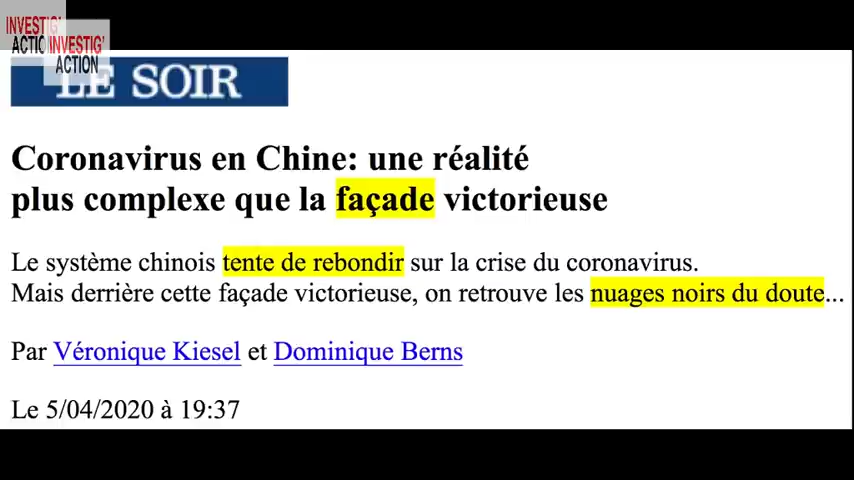 INVESTIG'
ACTION
INVESTIG'
ACTION
LE SOIR
Coronavirus en Chine: une réalité
plus complexe que la façade victorieuse
Le système chinois tente de rebondir sur la crise du coronavirus.
Mais derrière cette façade victorieuse, on retrouve les nuages noirs du doute...
Par Véronique Kiesel et Dominique Berns
Le 5/04/2020 à 19:37